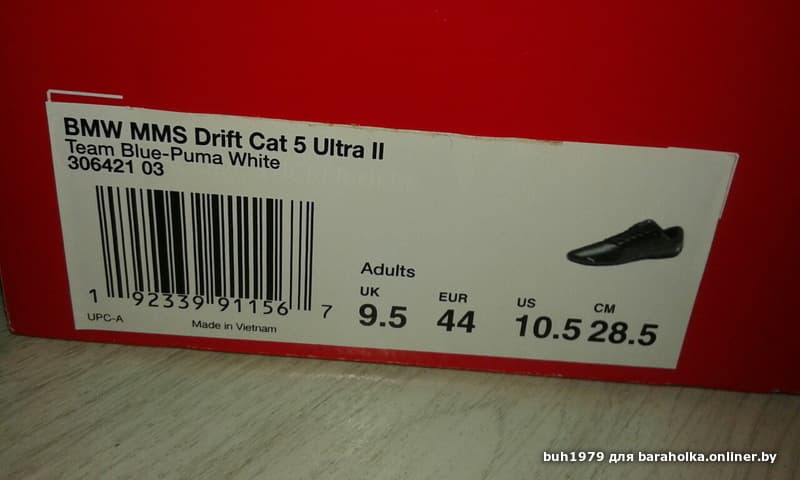 BMW MMS Drift Cat 5 Ultra II
Team Blue-Puma White
306421 03
1 92339 91156 7
UPC-A
Made in Vietnam
Adults
UK EUR US CM
9.5 44 10.5 28.5
buh1979 для baraholka.onliner.by